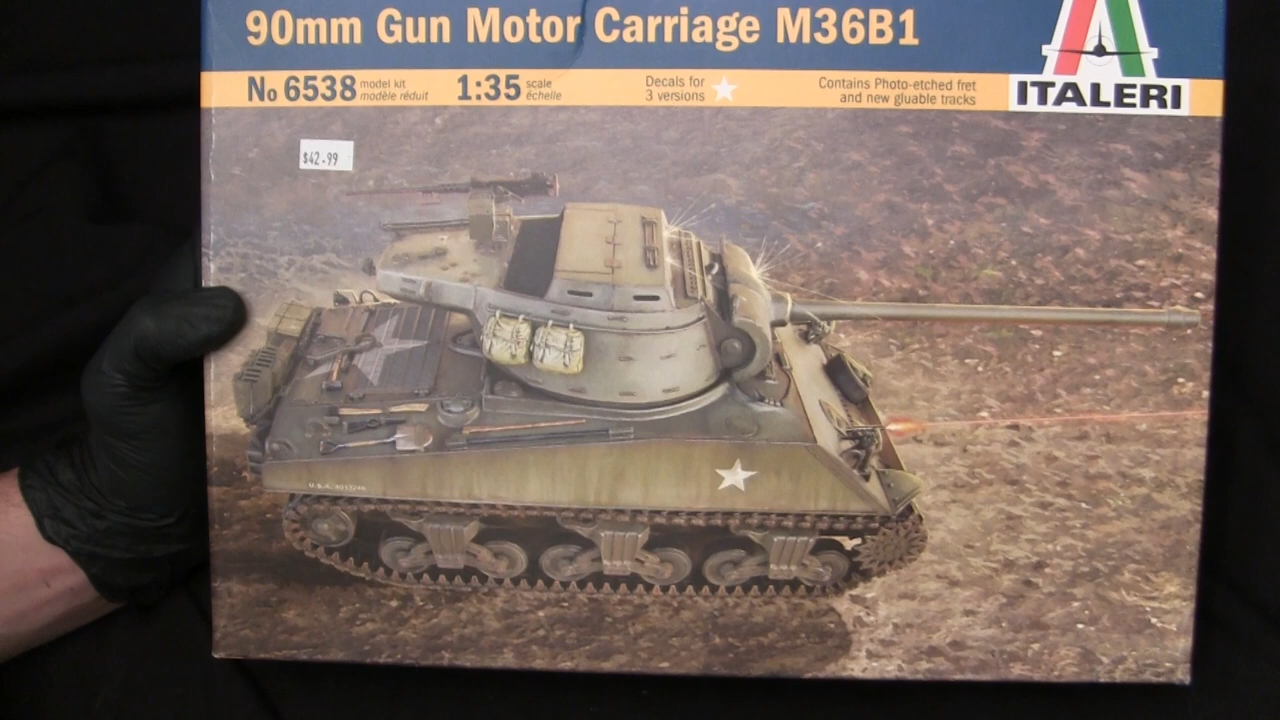 90mm Gun Motor Carriage M36B1
No 6538 model kit
modèle réduit
1:35 scale
échelle
Decals for
3 versions
Contains Photo-etched fret
and new gluable tracks
ITALERI
$42.99
U.S.A.